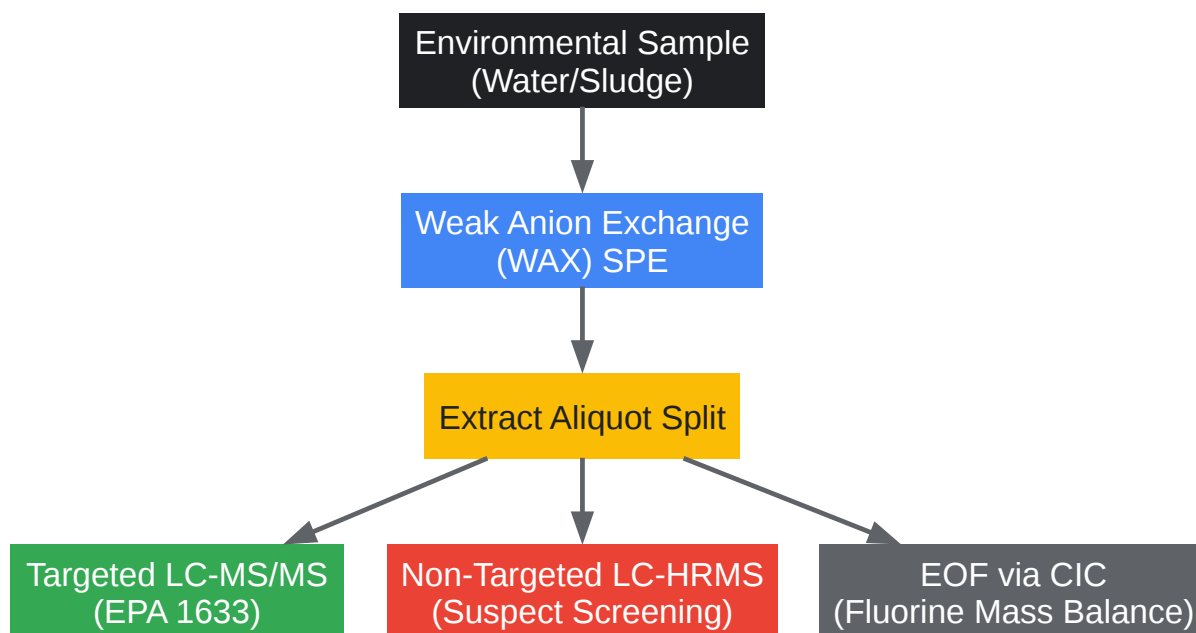 Environmental Sample
(Water/Sludge)
Weak Anion Exchange
(WAX) SPE
Extract Aliquot Split
Targeted LC-MS/MS
(EPA 1633)
Non-Targeted LC-HRMS
(Suspect Screening)
EOF via CIC
(Fluorine Mass Balance)